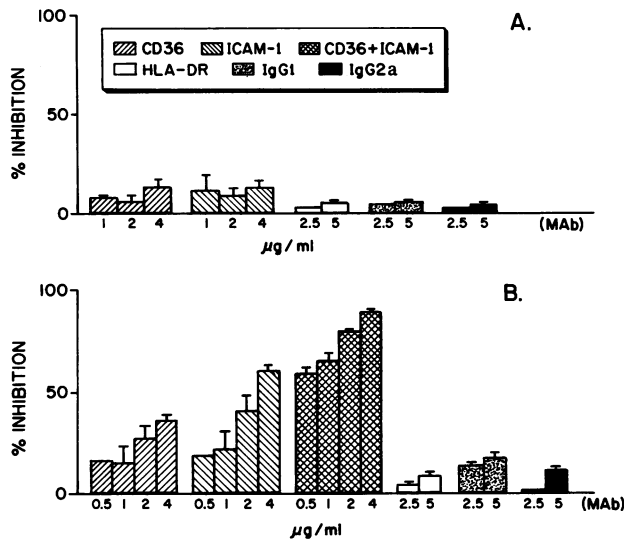 A.
100
50
0
% INHIBITION
CD36 ICAM-1 CD36+ICAM-1
HLA-DR IgG1 IgG2a
1 2 4 1 2 4 2.5 5 2.5 5 2.5 5 (MAb)
µg/ml
B.
100
50
0
% INHIBITION
0.5 1 2 4 0.5 1 2 4 0.5 1 2 4 2.5 5 2.5 5 2.5 5 (MAb)
µg/ml